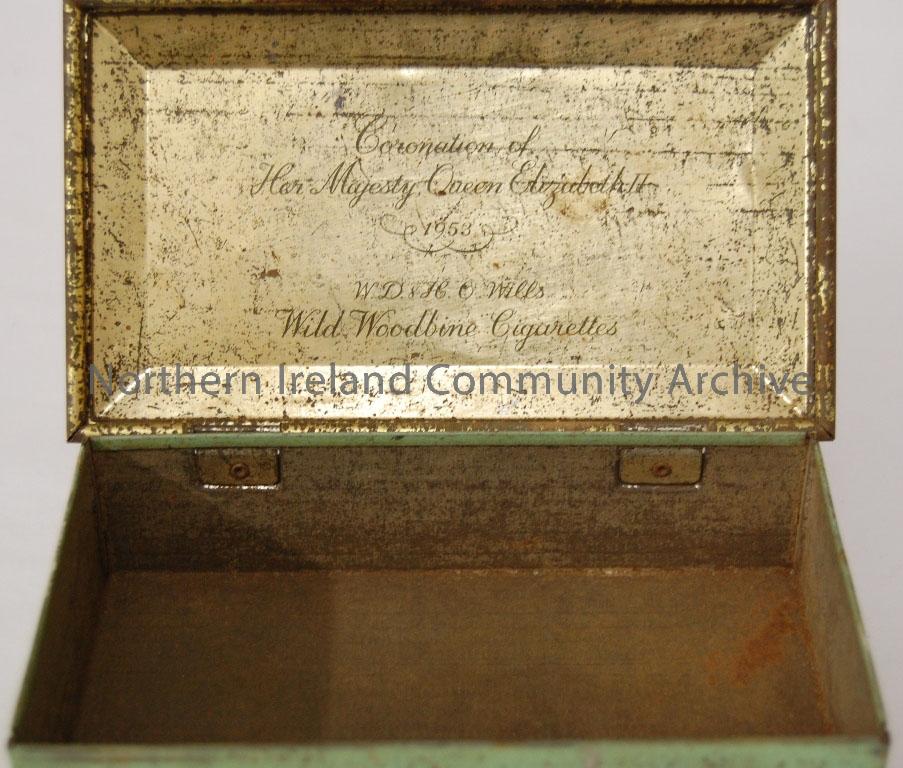 Coronation of
Her Majesty Queen Elizabeth II
1953
W.D. & H. O. Wills
Wild Woodbine Cigarettes
Northern Ireland Community Archive